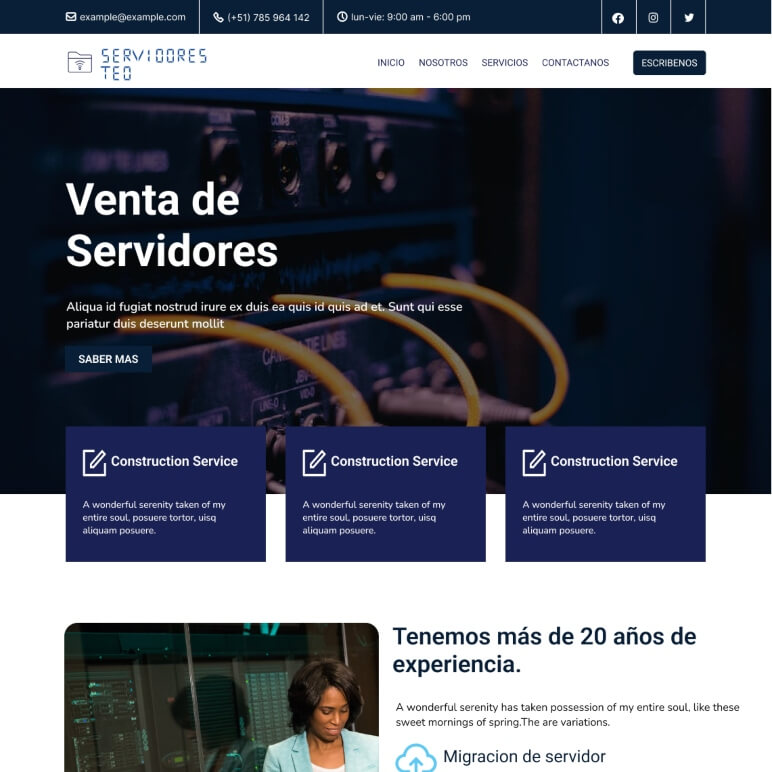 example@example.com
(+51) 785 964 142
lun-vie: 9:00 am - 6:00 pm
SERVIDORES
TEO
INICIO
NOSOTROS
SERVICIOS
CONTACTANOS
ESCRIBENOS
Venta de
Servidores
Aliqua id fugiat nostrud irure ex duis ea quis id quis ad et. Sunt qui esse
pariatur duis deserunt mollit
SABER MAS
Construction Service
A wonderful serenity taken of my
entire soul, posuere tortor, uisq
aliquam posuere.
Construction Service
A wonderful serenity taken of my
entire soul, posuere tortor, uisq
aliquam posuere.
Construction Service
A wonderful serenity taken of my
entire soul, posuere tortor, uisq
aliquam posuere.
Tenemos más de 20 años de
experiencia.
A wonderful serenity has taken possession of my entire soul, like these
sweet mornings of spring.The are variations.
Migracion de servidor